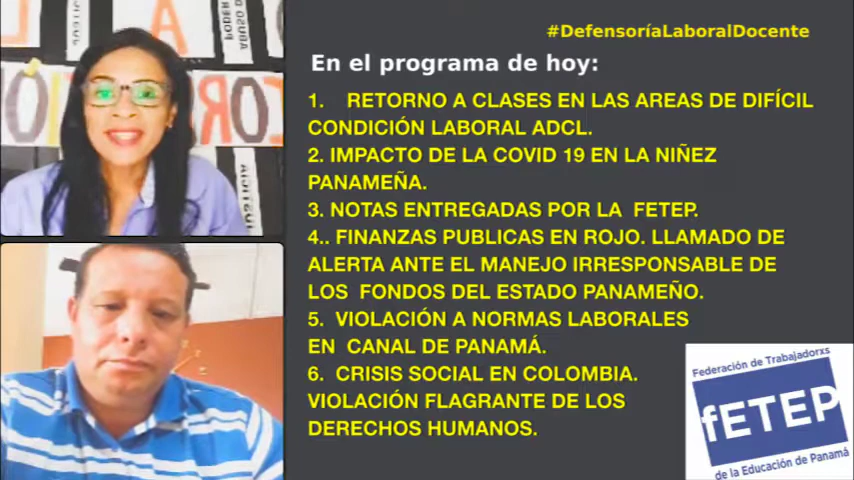 #DefensoríaLaboralDocente
En el programa de hoy:
1. RETORNO A CLASES EN LAS AREAS DE DIFÍCIL
CONDICIÓN LABORAL ADCL.
2. IMPACTO DE LA COVID 19 EN LA NIÑEZ
PANAMEÑA.
3. NOTAS ENTREGADAS POR LA FETEP.
4.. FINANZAS PUBLICAS EN ROJO. LLAMADO DE
ALERTA ANTE EL MANEJO IRRESPONSABLE DE
LOS FONDOS DEL ESTADO PANAMEÑO.
5. VIOLACIÓN A NORMAS LABORALES
EN CANAL DE PANAMÁ.
6. CRISIS SOCIAL EN COLOMBIA.
VIOLACIÓN FLAGRANTE DE LOS
DERECHOS HUMANOS.
Federación de Trabajadorxs
fETEP
de la Educación de Panamá